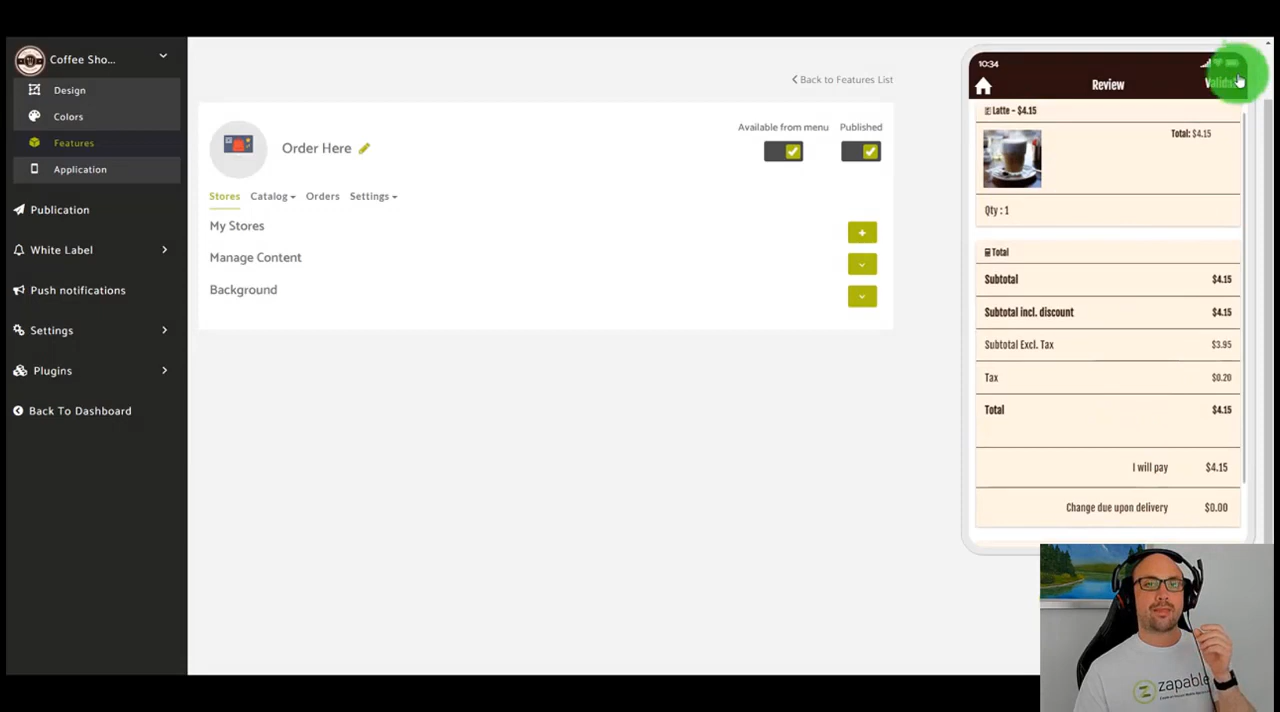 Coffee Sho...
Design
Colors
Features
Application
Publication
White Label
Push notifications
Settings
Plugins
Back To Dashboard
Back to Features List
Order Here
Available from menu
Published
Stores
Catalog
Orders
Settings
My Stores
Manage Content
Background
10:34
Review
Latte - $4.15
Total: $4.15
Qty : 1
Total
Subtotal $4.15
Subtotal incl. discount $4.15
Subtotal Excl. Tax $3.95
Tax $0.20
Total $4.15
I will pay $4.15
Change due upon delivery $0.00
zapable